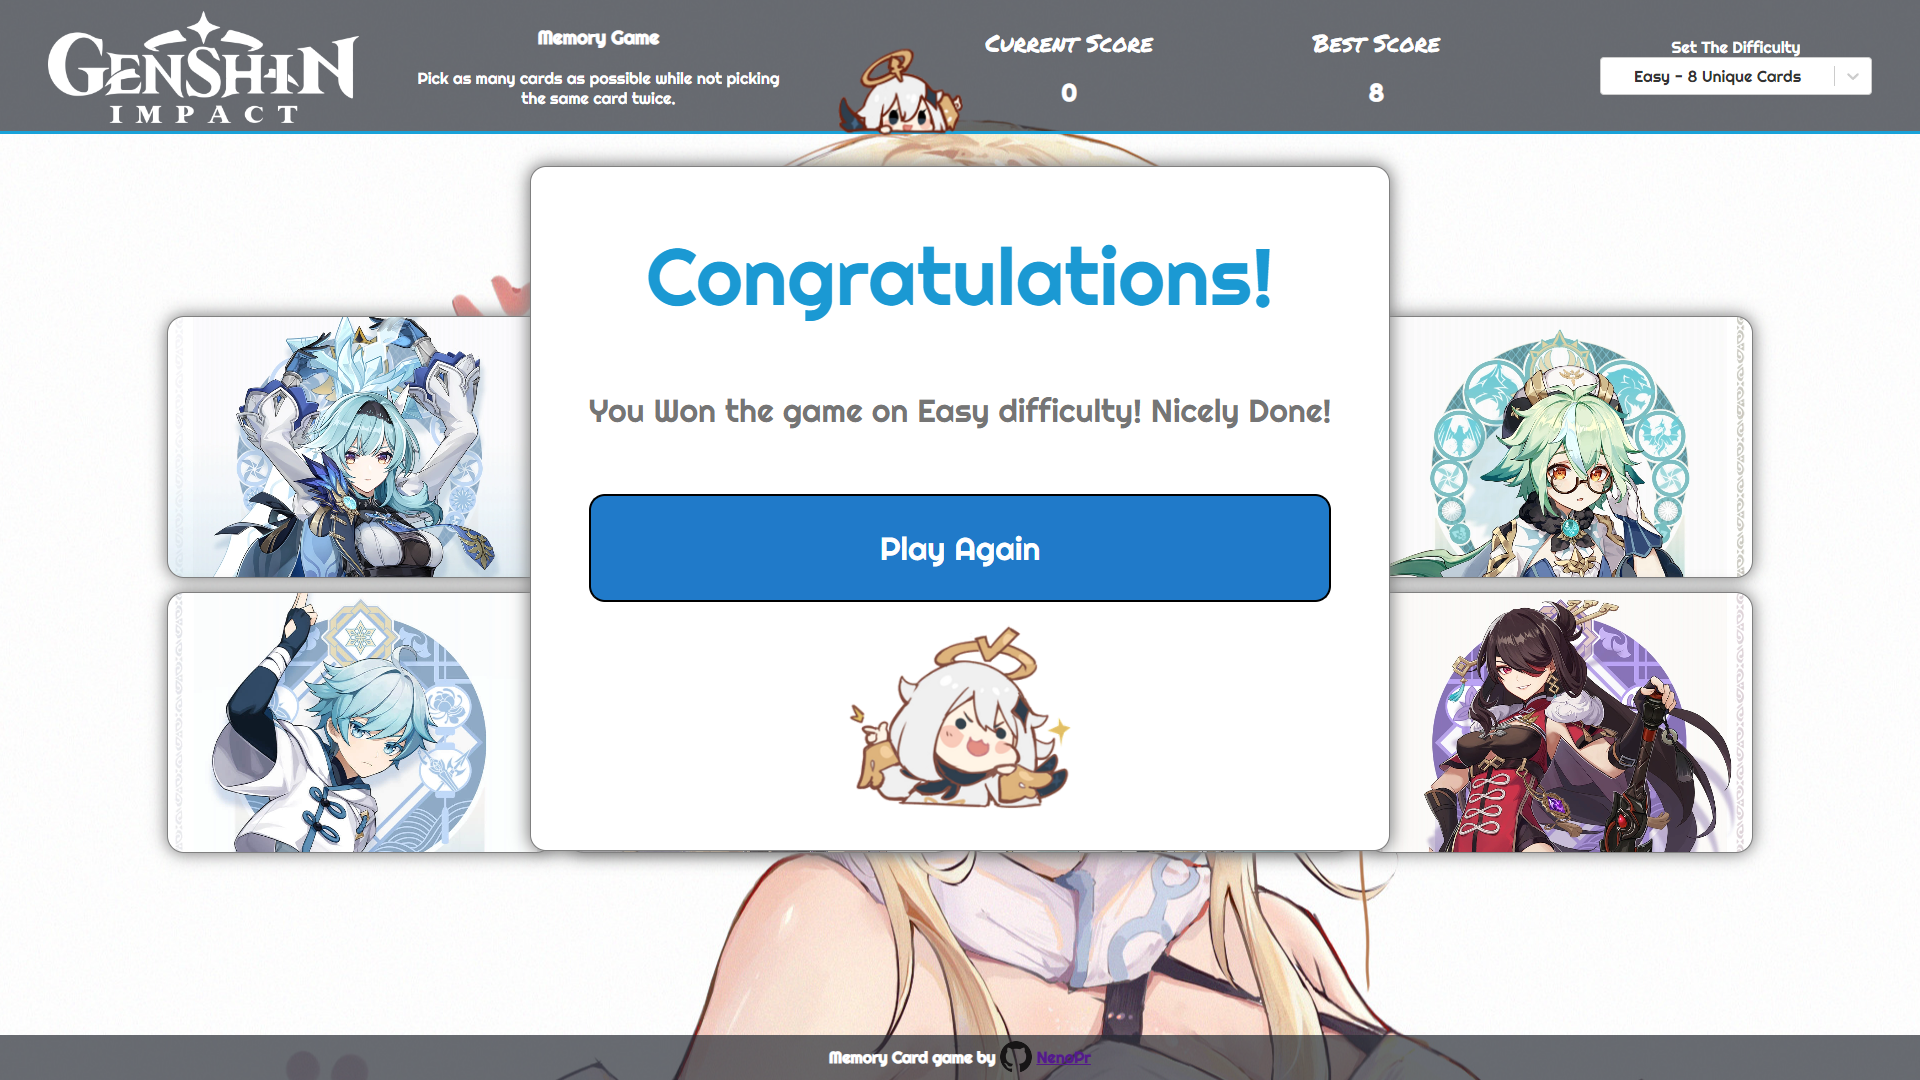 GENSHIN
IMPACT
Memory Game
Pick as many cards as possible while not picking
the same card twice.
Current Score
0
Best Score
8
Set The Difficulty
Easy - 8 Unique Cards
Congratulations!
You Won the game on Easy difficulty! Nicely Done!
Play Again
Memory Card game by NenoPr